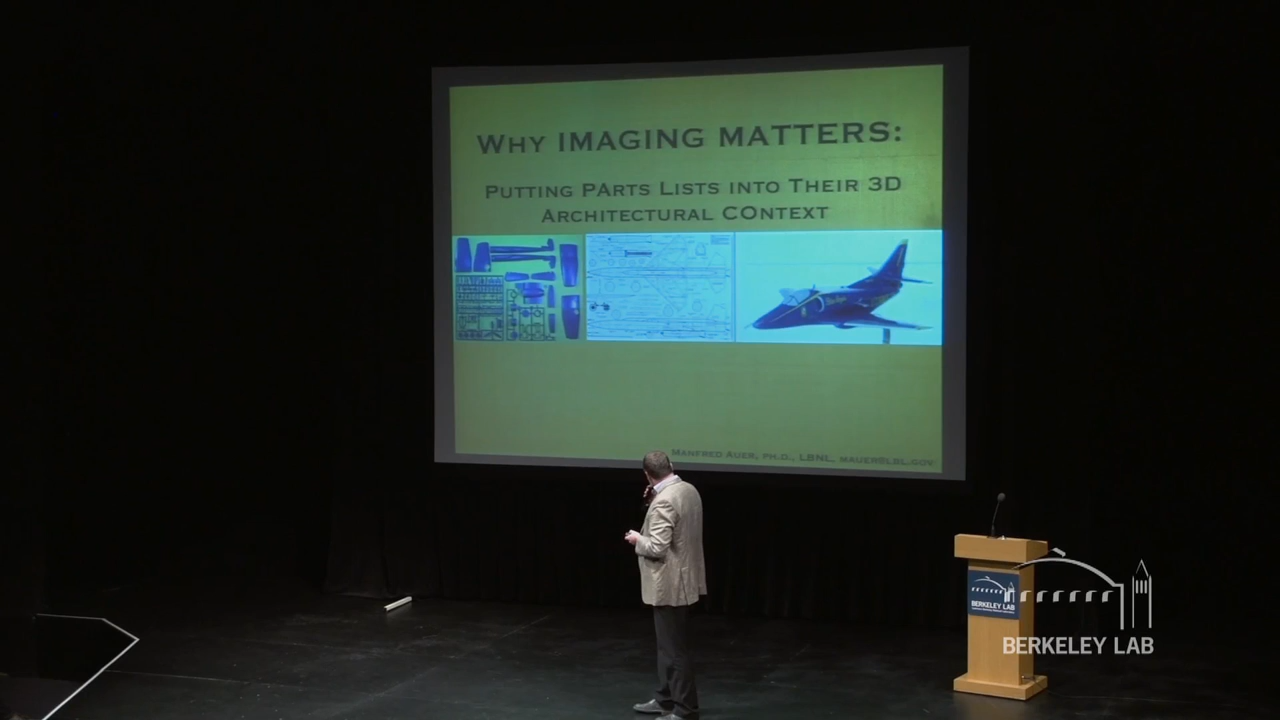 WHY IMAGING MATTERS:
PUTTING PARTS LISTS INTO THEIR 3D
ARCHITECTURAL CONTEXT
MANFRED AUER, PH.D., LBNL, MAUER@LBL.GOV
BERKELEY LAB
BERKELEY LAB